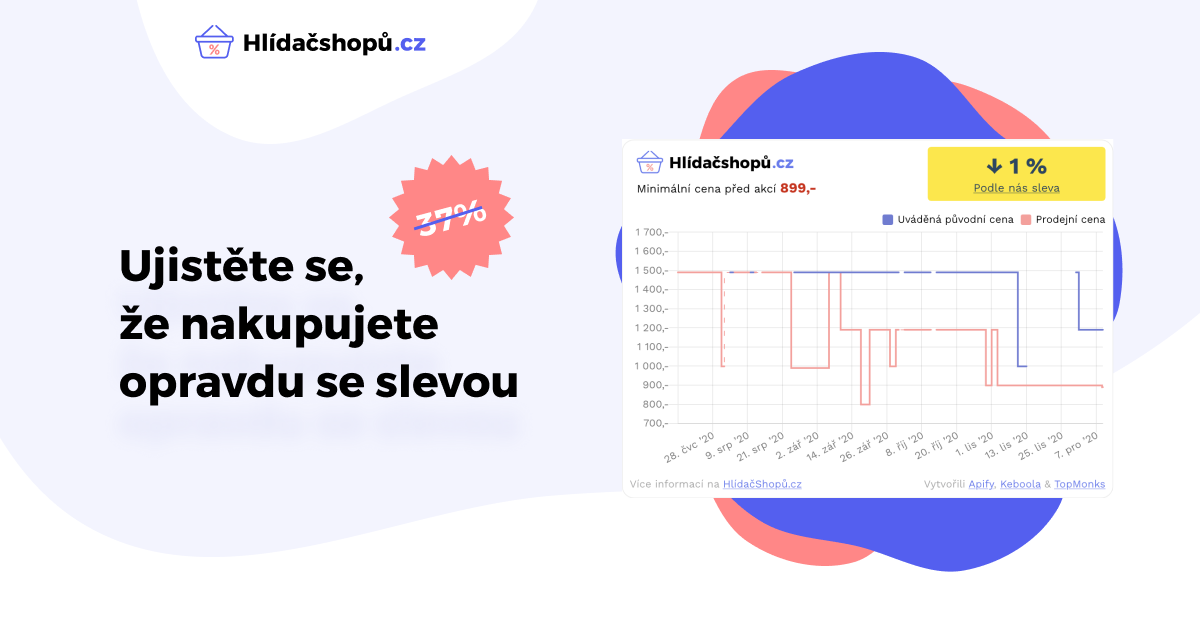 Hlídačshopů.cz
37%
Ujistěte se,
že nakupujete
opravdu se slevou
%
Hlídačshopů.cz
%
Minimální cena před akcí 899,-
1 %
Podle nás sleva
Uváděná původní cena
Prodejní cena
1 700,-
1 600,-
1 500,-
1 400,-
1 300,-
1 200,-
1 100,-
1 000,-
900,-
800,-
700,-
28. čvc '20
9. srp '20
21. srp '20
2. zář '20
14. zář '20
26. zář '20
8. říj '20
20. říj '20
1. lis '20
13. lis '20
25. lis '20
7. pro '20
Více informací na HlídačShopů.cz
Vytvořili Apify, Keboola & TopMonks